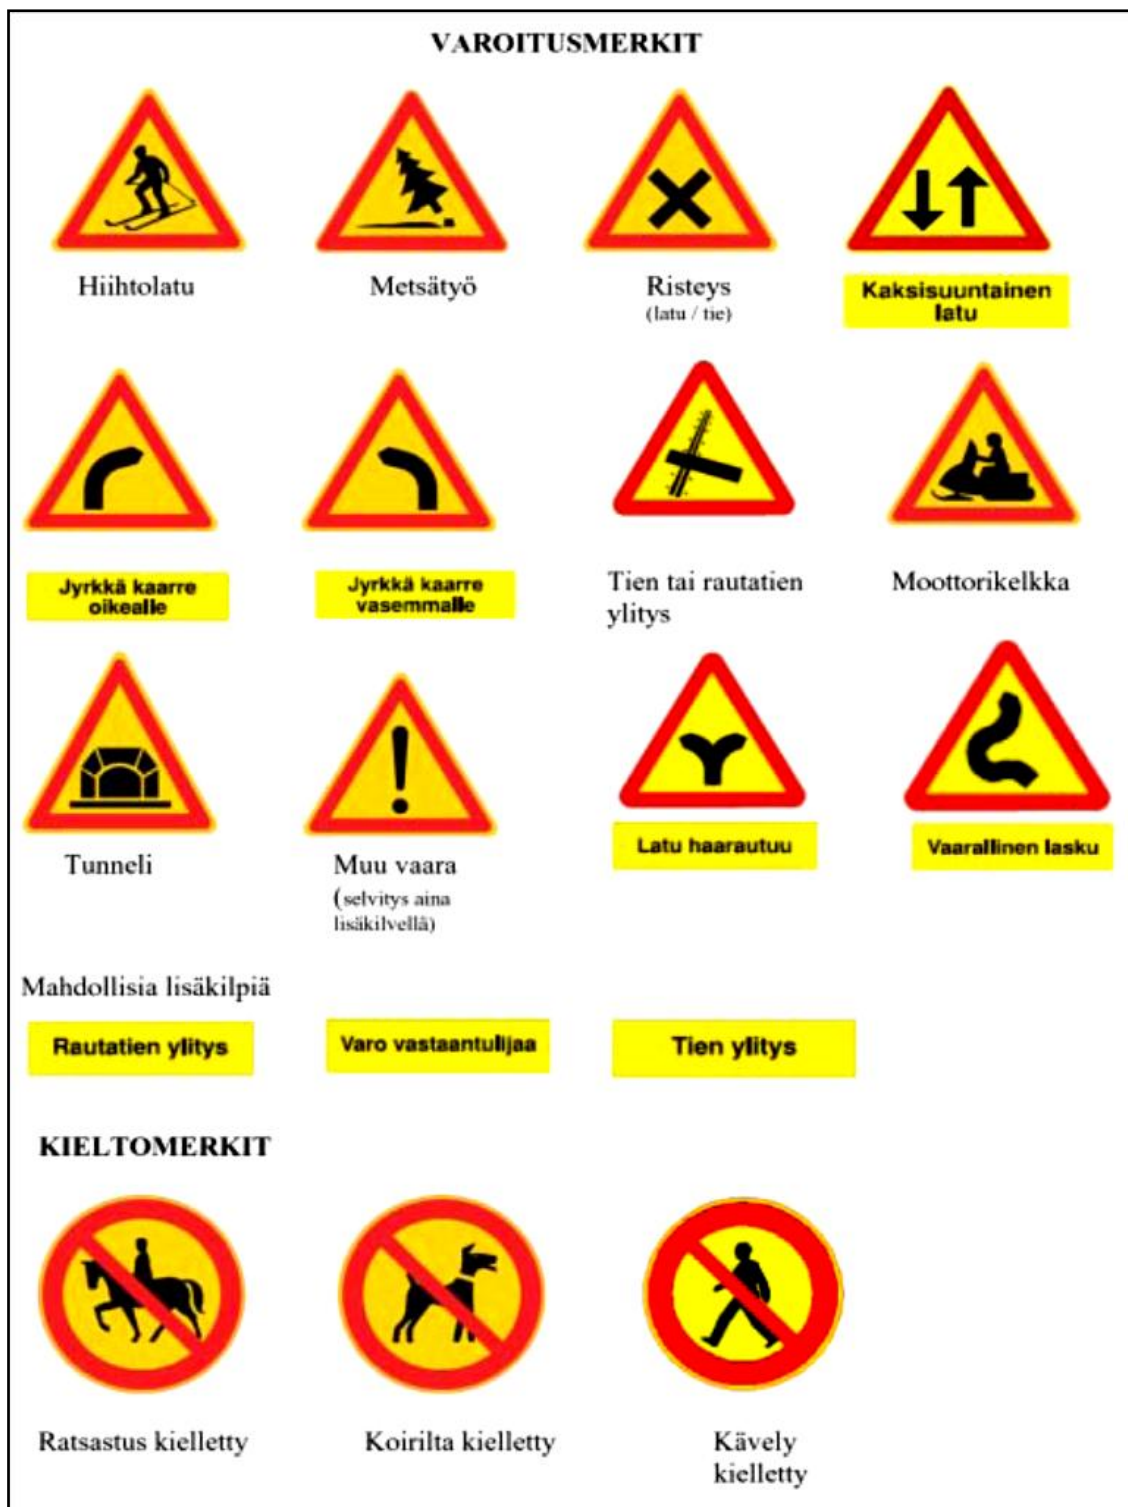 VAROITUSMERKIT
Hiihtolatu
Metsätyö
Risteys
(latu / tie)
Kaksisuuntainen
latu
Jyrkkä kaarre
oikealle
Jyrkkä kaarre
vasemmalle
Tien tai rautatien
ylitys
Moottorikelkka
Tunneli
Muu vaara
(selvitys aina
lisäkilvellä)
Latu haarautuu
Vaarallinen lasku
Mahdollisia lisäkilpiä
Rautatien ylitys
Varo vastaantulijaa
Tien ylitys
KIELTOMERKIT
Ratsastus kielletty
Koirilta kielletty
Kävely
kielletty